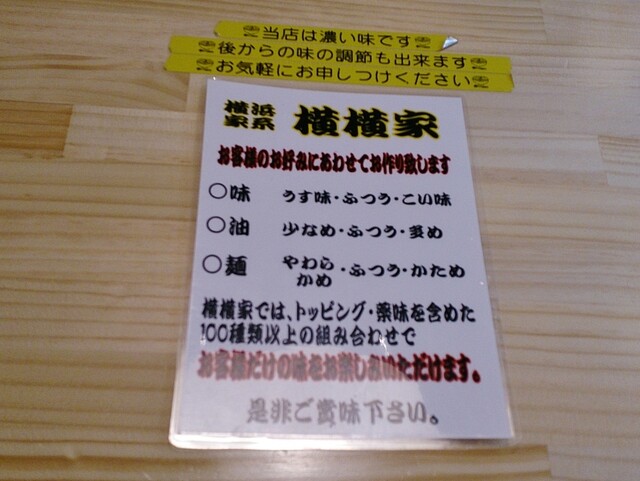 当店は濃い味です
後からの味の調節も出来ます
お気軽にお申しつけください
横浜家系 横横家
お客様のお好みにあわせてお作り致します
○味 うす味・ふつう・こい味
○油 少なめ・ふつう・多め
○麺 やわらかめ・ふつう・かため
横横家では、トッピング・薬味を含めた
100種類以上の組み合わせで
お客様だけの味をお楽しみいただけます。
是非ご賞味下さい。